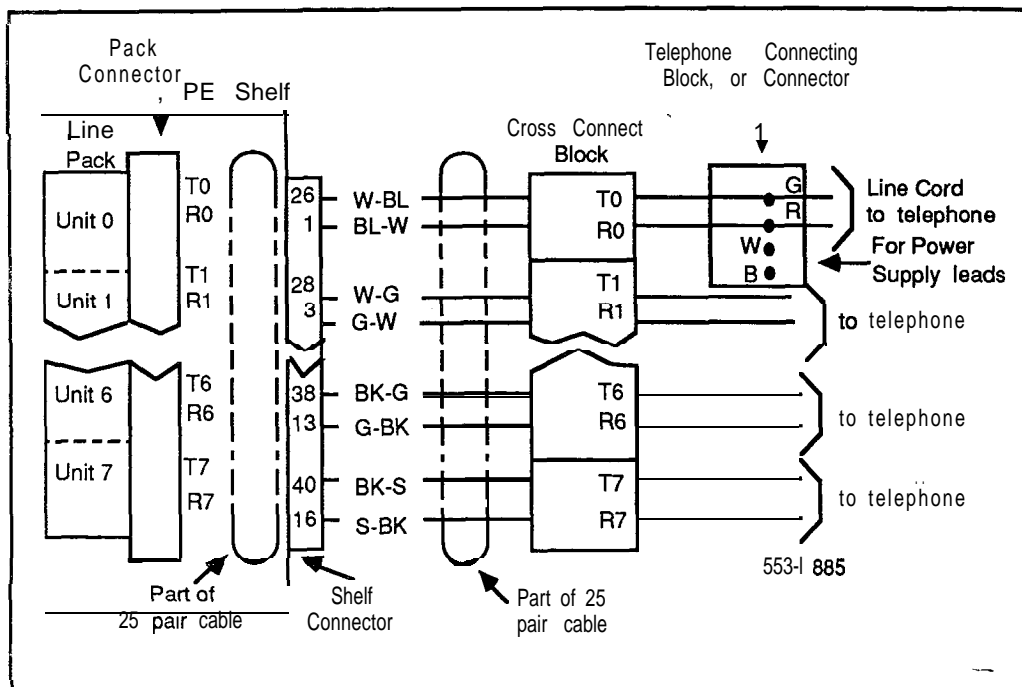 Pack
Connector
, PE Shelf
Telephone Connecting
Block, or Connector
Line
Pack
Cross Connect
Block
1
Unit 0
T0
R0
26
1
W-BL
BL-W
T0
R0
G
R
W
B
Line Cord
to telephone
For Power
Supply leads
Unit 1
T1
R1
28
3
W-G
G-W
T1
R1
to telephone
Unit 6
T6
R6
38
13
BK-G
G-BK
T6
R6
to telephone
Unit 7
T7
R7
40
16
BK-S
S-BK
T7
R7
to telephone
553-I 885
Part of
25 pair cable
Shelf
Connector
Part of 25
pair cable